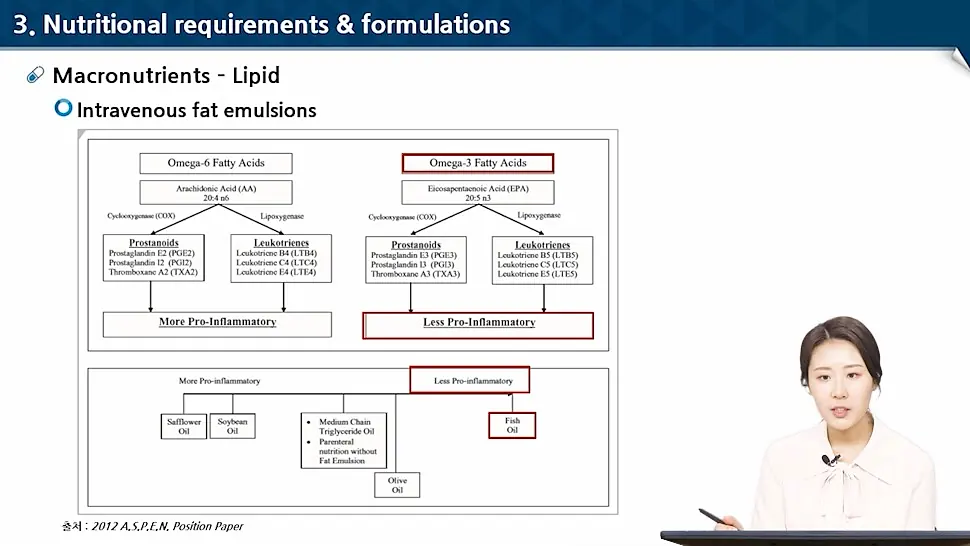 3. Nutritional requirements & formulations
Macronutrients - Lipid
Intravenous fat emulsions
Omega-6 Fatty Acids
Arachidonic Acid (AA)
20:4 n6
Cyclooxygenase (COX)
Lipoxygenase
Prostanoids
Prostaglandin E2 (PGE2)
Prostaglandin I2 (PGI2)
Thromboxane A2 (TXA2)
Leukotrienes
Leukotriene B4 (LTB4)
Leukotriene C4 (LTC4)
Leukotriene E4 (LTE4)
More Pro-Inflammatory
Omega-3 Fatty Acids
Eicosapentaenoic Acid (EPA)
20:5 n3
Cyclooxygenase (COX)
Lipoxygenase
Prostanoids
Prostaglandin E3 (PGE3)
Prostaglandin I3 (PGI3)
Thromboxane A3 (TXA3)
Leukotrienes
Leukotriene B5 (LTB5)
Leukotriene C5 (LTC5)
Leukotriene E5 (LTE5)
Less Pro-Inflammatory
More Pro-inflammatory
Less Pro-inflammatory
Safflower
Oil
Soybean
Oil
• Medium Chain
Triglyceride Oil
• Parenteral
nutrition without
Fat Emulsion
Olive
Oil
Fish
Oil
출처 : 2012 A.S.P.E.N. Position Paper